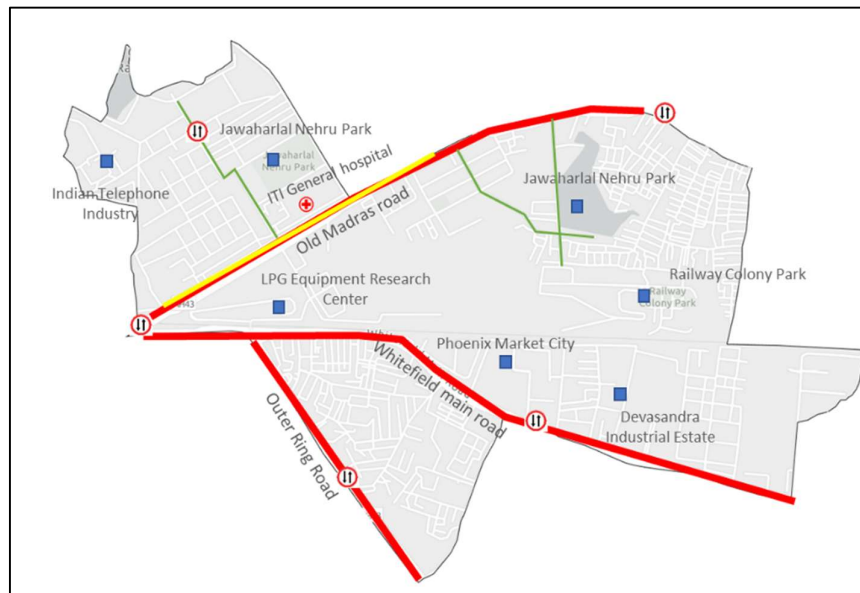 Jawaharlal Nehru Park
Jawaharlal
Nehru Park
ITI General hospital
Indian Telephone
Industry
Old Madras road
Jawaharlal Nehru Park
LPG Equipment Research
Center
Railway Colony Park
Railway
Colony Park
Phoenix Market City
Whitefield main road
Devasandra
Industrial Estate
Outer Ring Road